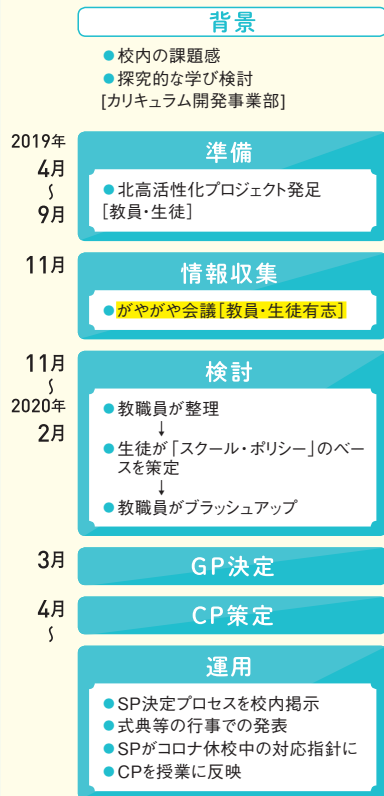 背景
●校内の課題感
●探究的な学び検討
[カリキュラム開発事業部]
2019年
4月
〜
9月
準備
●北高活性化プロジェクト発足
[教員・生徒]
11月
情報収集
●がやがや会議[教員・生徒有志]
11月
〜
2020年
2月
検討
●教職員が整理
↓
●生徒が「スクール・ポリシー」のベー
スを策定
↓
●教職員がブラッシュアップ
3月
GP決定
4月
〜
CP策定
運用
●SP決定プロセスを校内掲示
●式典等の行事での発表
●SPがコロナ休校中の対応指針に
●CPを授業に反映